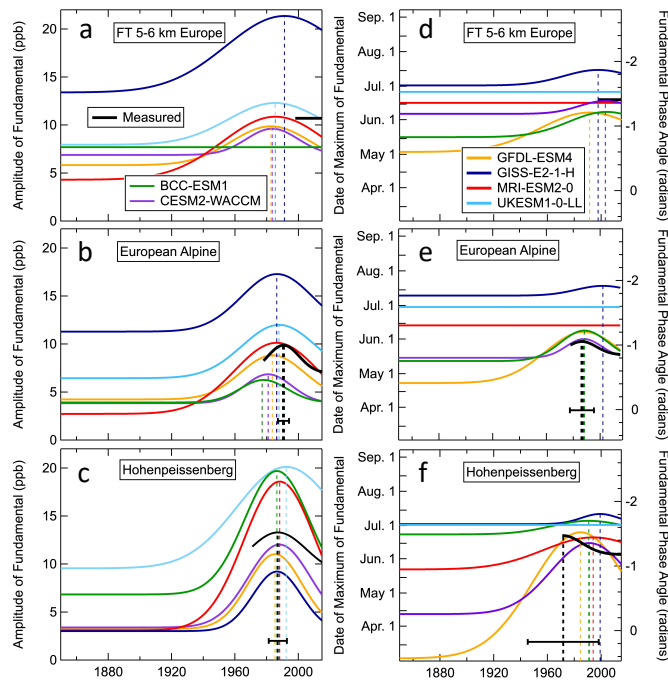 a
FT 5-6 km Europe
Measured
BCC-ESM1
CESM2-WACCM
Amplitude of Fundamental (ppb)
20
15
10
5
0
d
FT 5-6 km Europe
GFDL-ESM4
GISS-E2-1-H
MRI-ESM2-0
UKESM1-0-LL
Date of Maximum of Fundamental
Sep. 1
Aug. 1
Jul. 1
Jun. 1
May 1
Apr. 1
Fundamental Phase Angle (radians)
-2
-1
0
b
European Alpine
Amplitude of Fundamental (ppb)
20
15
10
5
0
e
European Alpine
Date of Maximum of Fundamental
Sep. 1
Aug. 1
Jul. 1
Jun. 1
May 1
Apr. 1
Fundamental Phase Angle (radians)
-2
-1
0
c
Hohenpeissenberg
Amplitude of Fundamental (ppb)
20
15
10
5
0
1880
1920
1960
2000
f
Hohenpeissenberg
Date of Maximum of Fundamental
Sep. 1
Aug. 1
Jul. 1
Jun. 1
May 1
Apr. 1
Fundamental Phase Angle (radians)
-2
-1
0
1880
1920
1960
2000